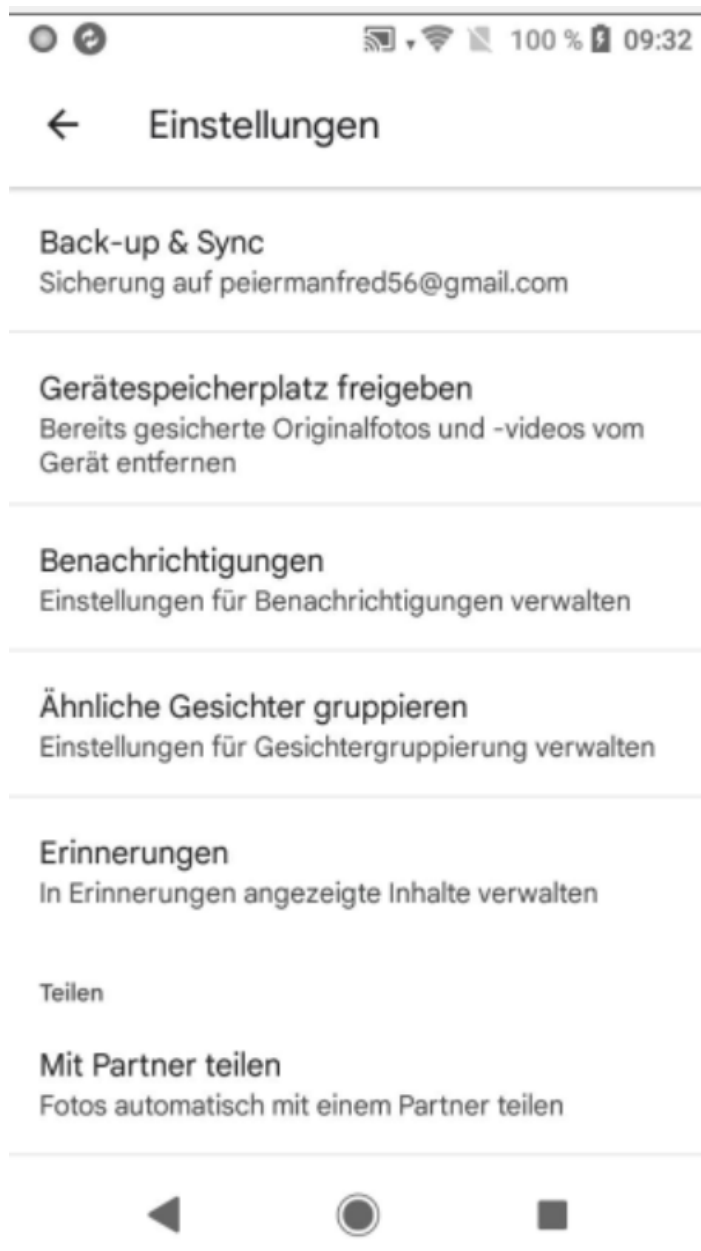 100 % 09:32
Einstellungen
Back-up & Sync
Sicherung auf peiermanfred56@gmail.com
Gerätespeicherplatz freigeben
Bereits gesicherte Originalfotos und -videos vom
Gerät entfernen
Benachrichtigungen
Einstellungen für Benachrichtigungen verwalten
Ähnliche Gesichter gruppieren
Einstellungen für Gesichtergruppierung verwalten
Erinnerungen
In Erinnerungen angezeigte Inhalte verwalten
Teilen
Mit Partner teilen
Fotos automatisch mit einem Partner teilen